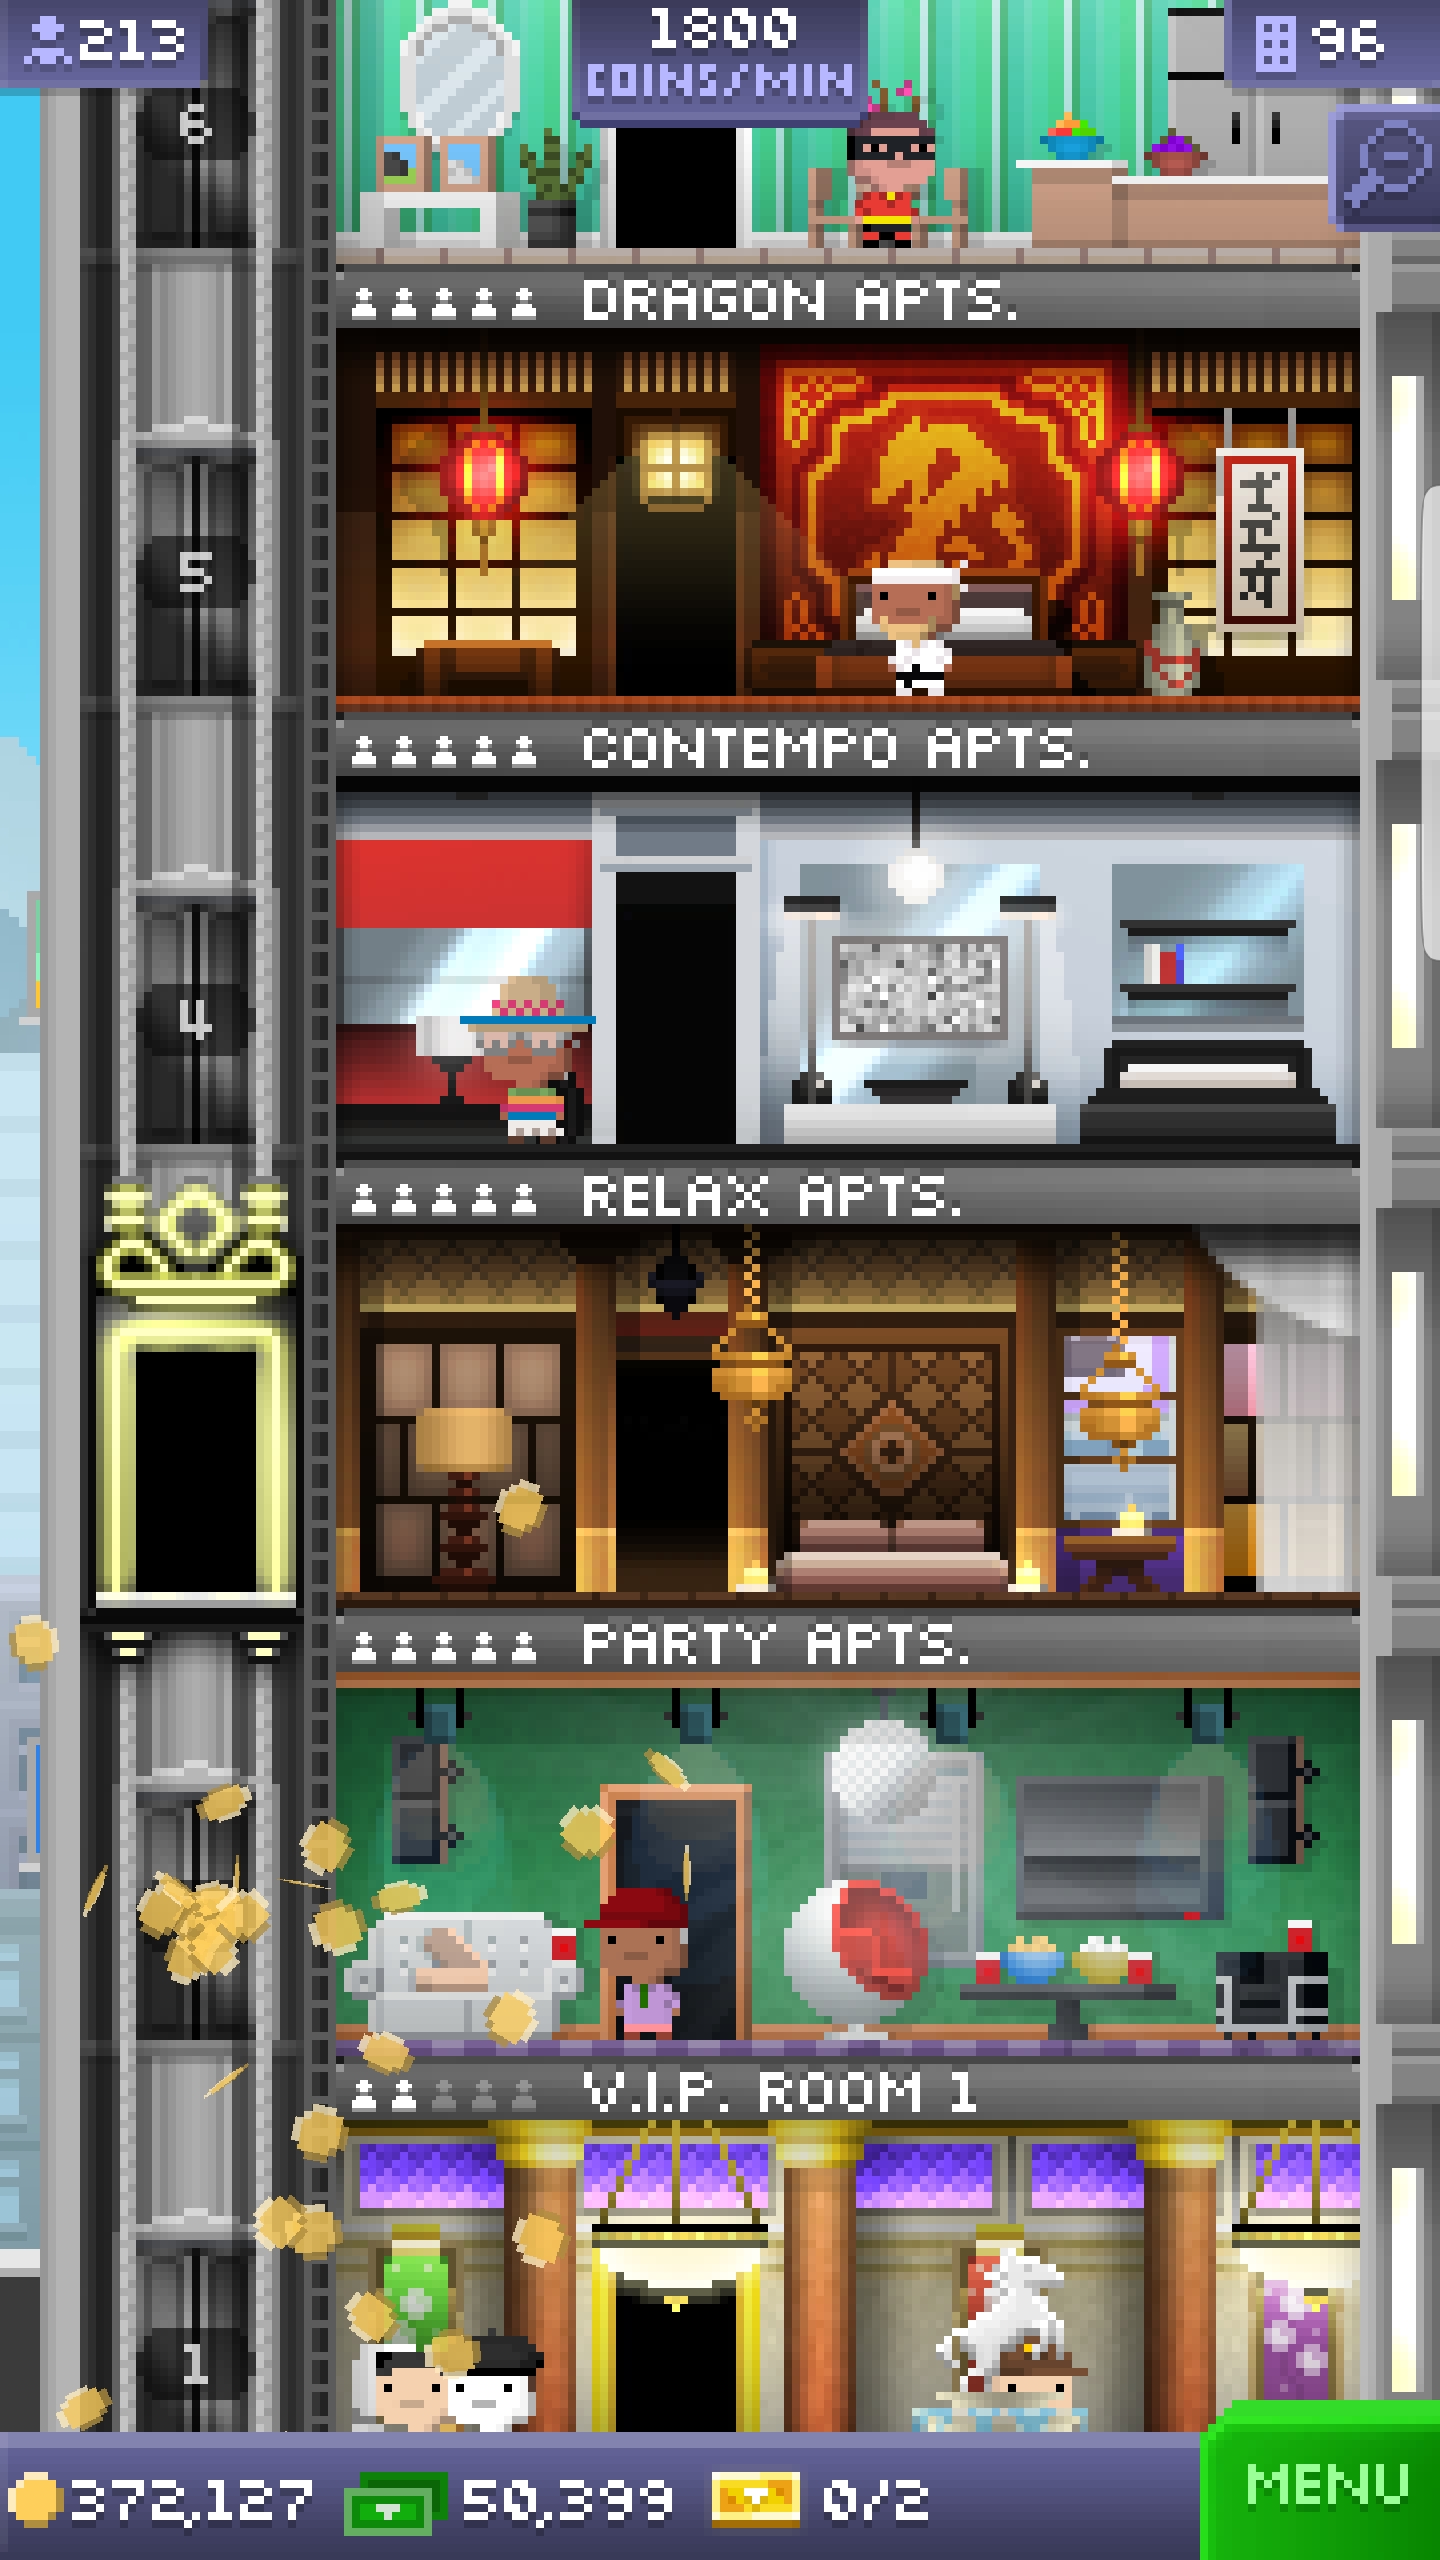 213
1800
COINS/MIN
96
6
DRAGON APTS.
5
CONTEMPO APTS.
4
RELAX APTS.
PARTY APTS.
V.I.P. ROOM 1
1
372,127
50,399
0/2
MENU